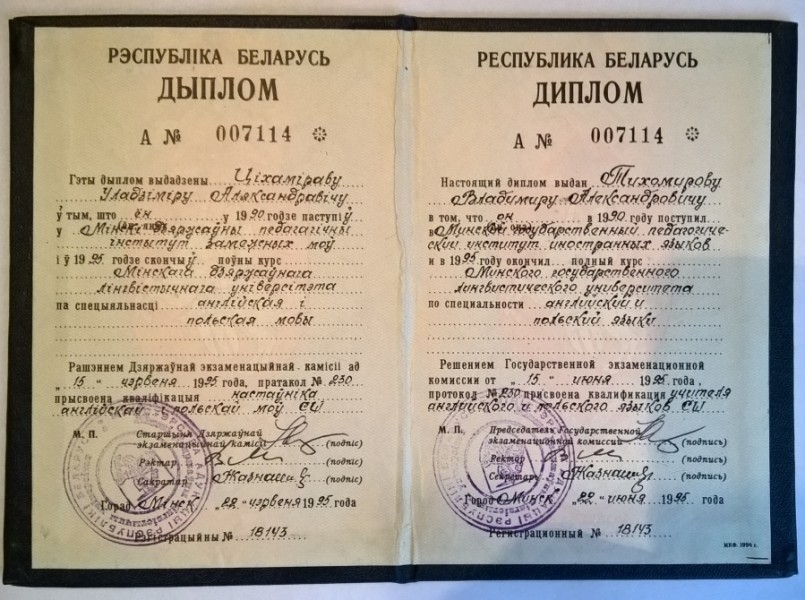 РЭСПУБЛІКА БЕЛАРУСЬ
ДЫПЛОМ
А № 007114
Гэты дыплом выдадзены Ціхаміраву
Уладзіміру Аляксандравічу
ў тым, што ён у 1990 годзе паступіў
у Мінскі дзяржаўны педагагічны
інстытут замежных моў
і ў 1995 годзе скончыў поўны курс
Мінскага дзяржаўнага
лінгвістычнага ўніверсітэта
па спецыяльнасці англійская і
польская мовы
Рашэннем Дзяржаўнай экзаменацыйнай камісіі ад
„15“ чэрвеня 1995 года, пратакол № 230
прысвоена кваліфікацыя настаўніка
англійскай і польскай моў СШ
М. П. Старшыня Дзяржаўнай
экзаменацыйнай камісіі (подпіс)
Рэктар (подпіс)
Сакратар (подпіс)
Горад Мінск „22“ чэрвеня 1995 года
Рэгістрацыйны № 18143
РЕСПУБЛИКА БЕЛАРУСЬ
ДИПЛОМ
А № 007114
Настоящий диплом выдан Тихомирову
Владимиру Александровичу
в том, что он в 1990 году поступил
в Минский государственный педагогиче-
ский институт иностранных языков
и в 1995 году окончил полный курс
Минского государственного
лингвистического университета
по специальности английский и
польский языки
Решением Государственной экзаменационной
комиссии от „15“ июня 1995 года,
протокол № 230 присвоена квалификация учителя
английского и польского языков СШ
М. П. Председатель Государственной
экзаменационной комиссии (подпись)
Ректор (подпись)
Секретарь (подпись)
Город Минск „22“ июня 1995 года
Регистрационный № 18143